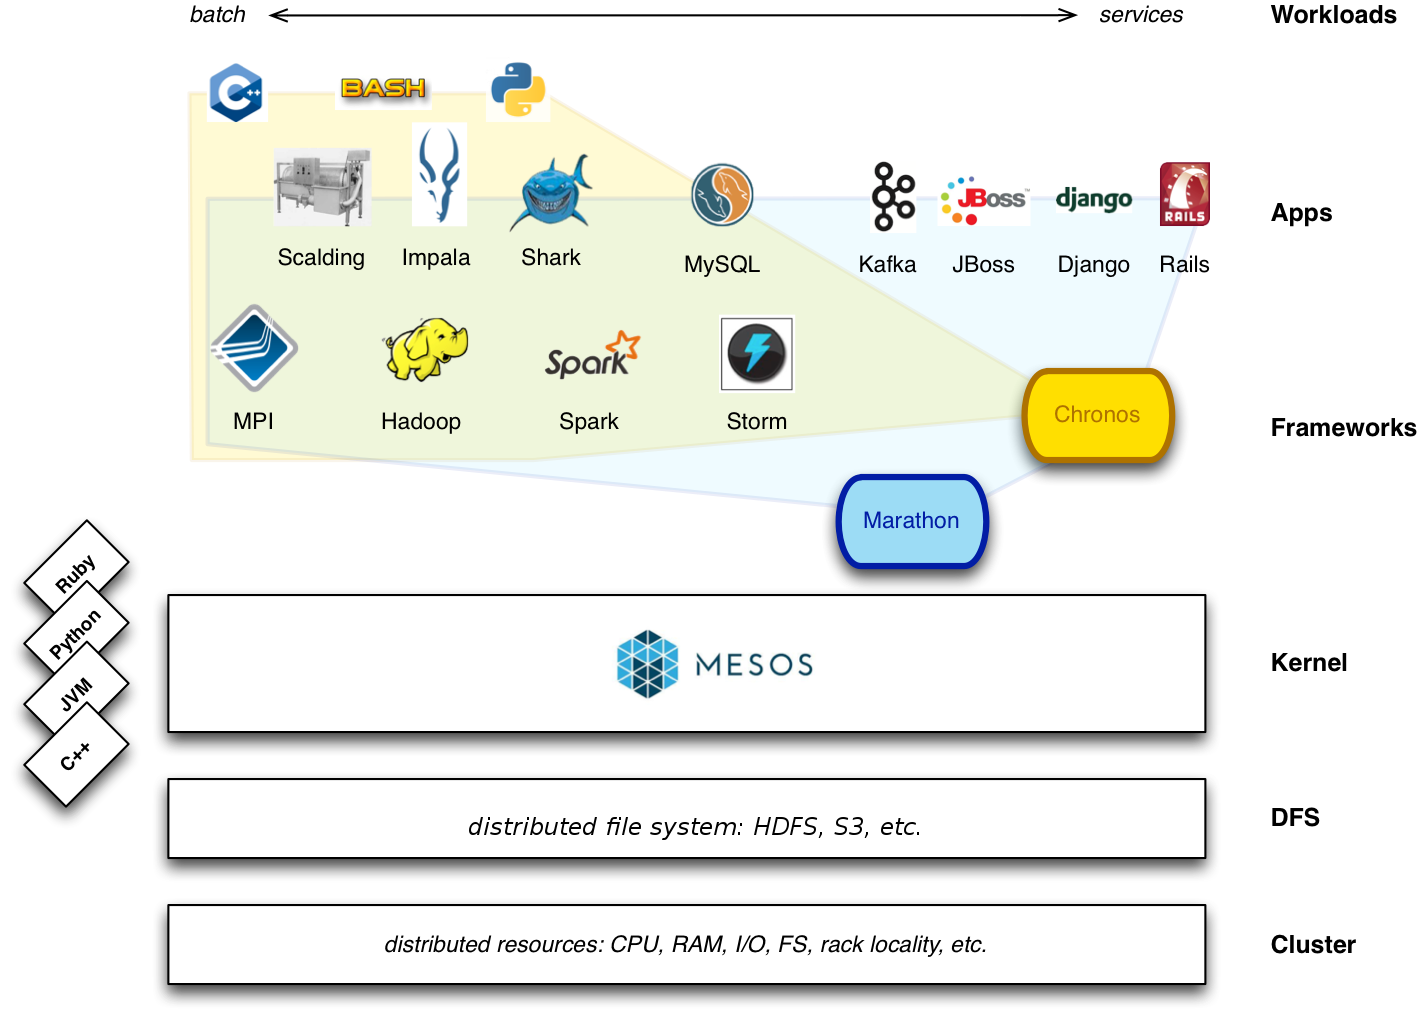 batch services Workloads
C++ BASH
Scalding Impala Shark MySQL Kafka JBoss Django Rails Apps
JBoss django RAILS
MPI Hadoop Spark Storm
Spark
Chronos
Frameworks
Marathon
Ruby
Python
JVM
C++
MESOS
Kernel
distributed file system: HDFS, S3, etc.
DFS
distributed resources: CPU, RAM, I/O, FS, rack locality, etc.
Cluster